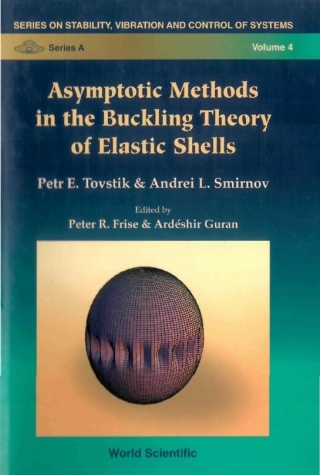 SERIES ON STABILITY, VIBRATION AND CONTROL OF SYSTEMS
Series A
Volume 4
Asymptotic Methods
in the Buckling Theory
of Elastic Shells
Petr E. Tovstik & Andrei L. Smirnov
Edited by
Peter R. Frise & Ardéshir Guran
World Scientific